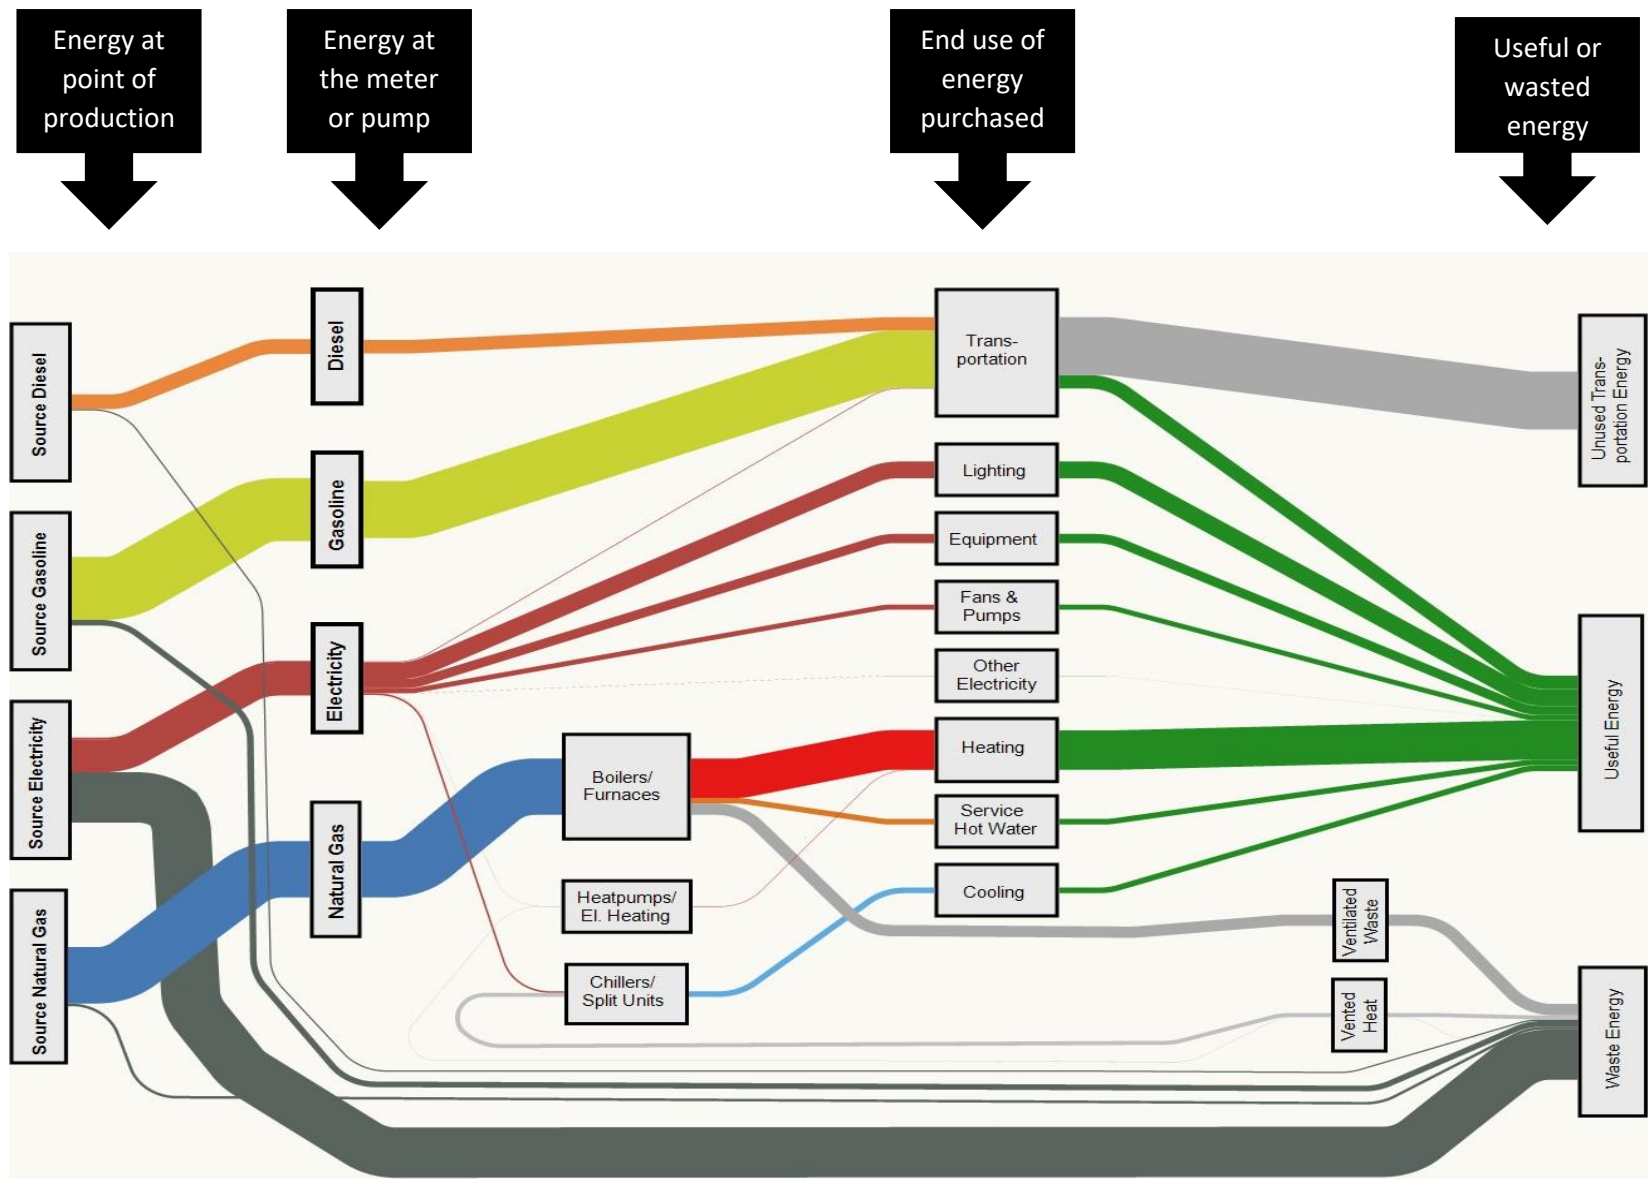 Energy at
point of
production
Energy at
the meter
or pump
End use of
energy
purchased
Useful or
wasted
energy
Source Diesel
Source Gasoline
Source Electricity
Source Natural Gas
Diesel
Gasoline
Electricity
Natural Gas
Boilers/
Furnaces
Heatpumps/
El. Heating
Chillers/
Split Units
Trans-
portation
Lighting
Equipment
Fans &
Pumps
Other
Electricity
Heating
Service
Hot Water
Cooling
Ventilated
Waste
Vented
Heat
Unused Trans-
portation Energy
Useful Energy
Waste Energy